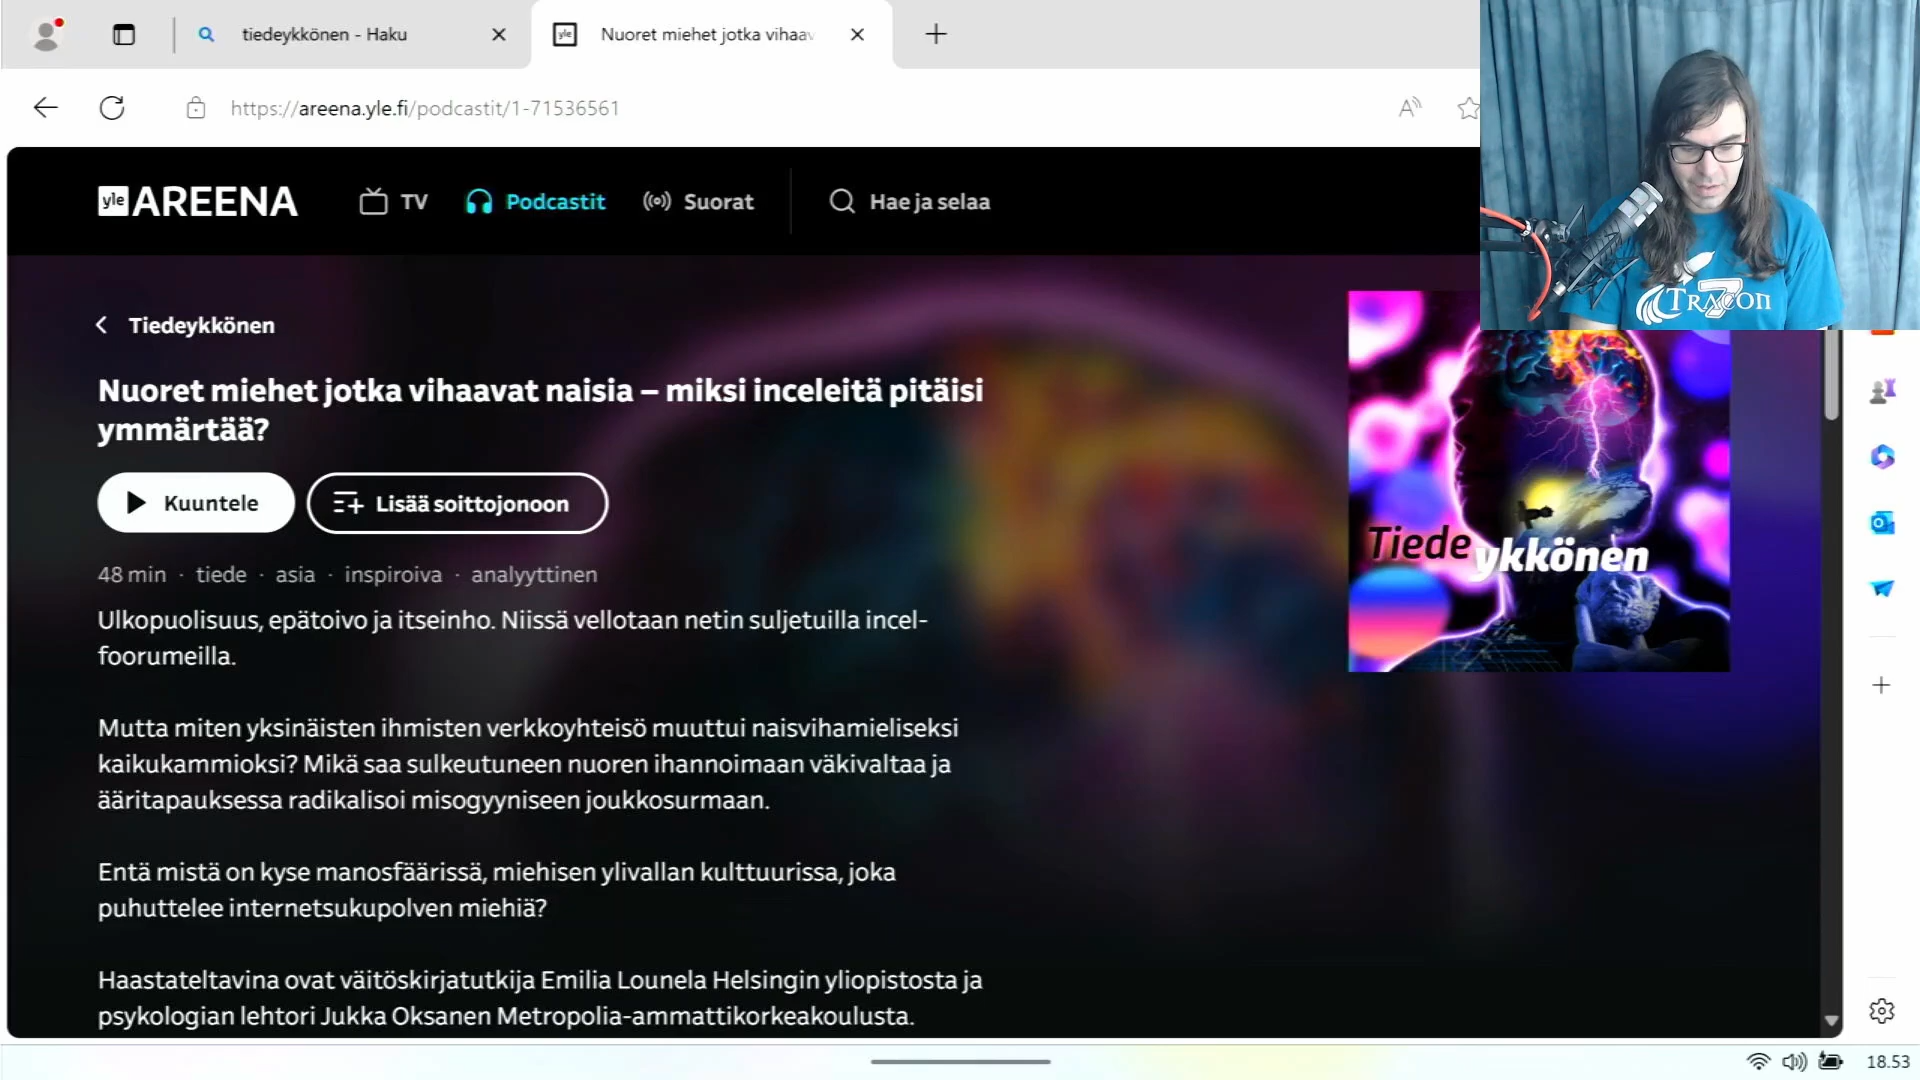 tiedeykkönen - Haku
yle
Nuoret miehet jotka vihaav
https://areena.yle.fi/podcastit/1-71536561
yle AREENA
TV
Podcastit
Suorat
Hae ja selaa
TRACON
7
Tiedeykkönen
Nuoret miehet jotka vihaavat naisia – miksi inceleitä pitäisi
ymmärtää?
Kuuntele
Lisää soittojonoon
48 min · tiede · asia · inspiroiva · analyyttinen
Tiede
ykkönen
Ulkopuolisuus, epätoivo ja itseinho. Niissä vellotaan netin suljetuilla incel-
foorumeilla.
Mutta miten yksinäisten ihmisten verkkoyhteisö muuttui naisvihamieliseksi
kaikukammioksi? Mikä saa sulkeutuneen nuoren ihannoimaan väkivaltaa ja
ääritapauksessa radikalisoi misogyyniseen joukkosurmaan.
Entä mistä on kyse manosfäärissä, miehisen ylivallan kulttuurissa, joka
puhuttelee internetsukupolven miehiä?
Haastateltavina ovat väitöskirjatutkija Emilia Lounela Helsingin yliopistosta ja
psykologian lehtori Jukka Oksanen Metropolia-ammattikorkeakoulusta.
18.53